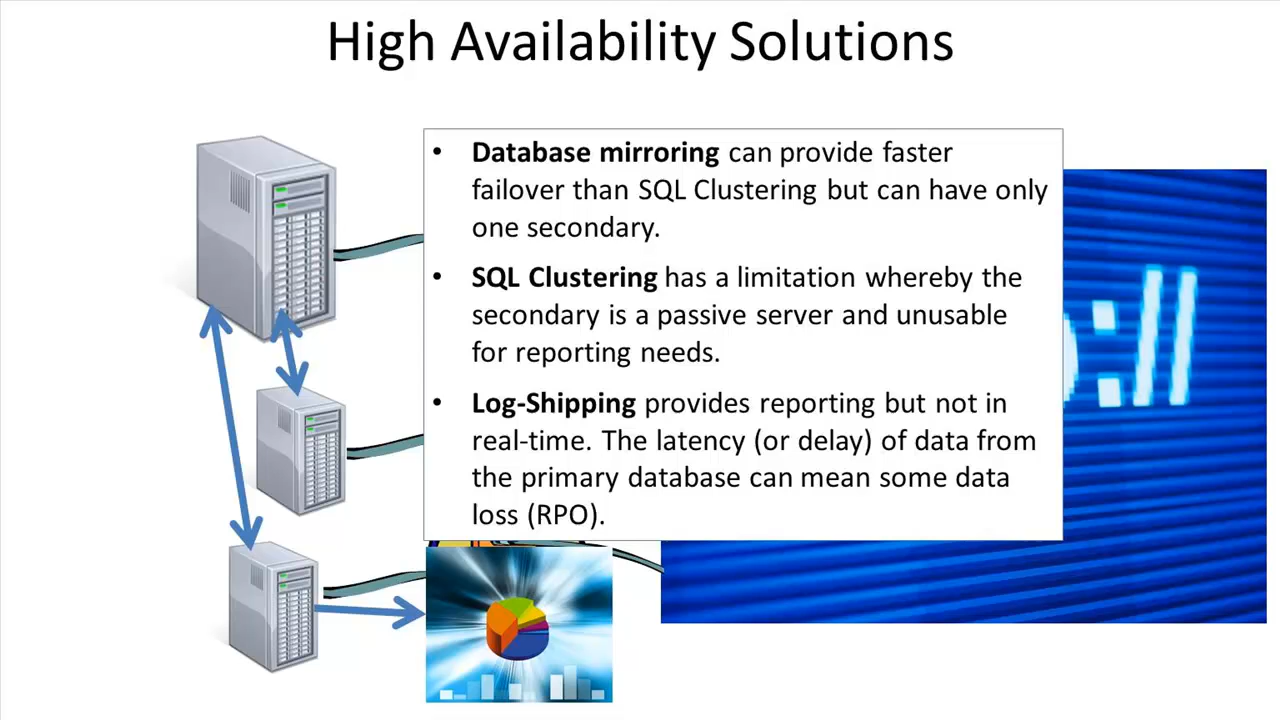 High Availability Solutions
• Database mirroring can provide faster
failover than SQL Clustering but can have only
one secondary.
• SQL Clustering has a limitation whereby the
secondary is a passive server and unusable
for reporting needs.
• Log-Shipping provides reporting but not in
real-time. The latency (or delay) of data from
the primary database can mean some data
loss (RPO).
://